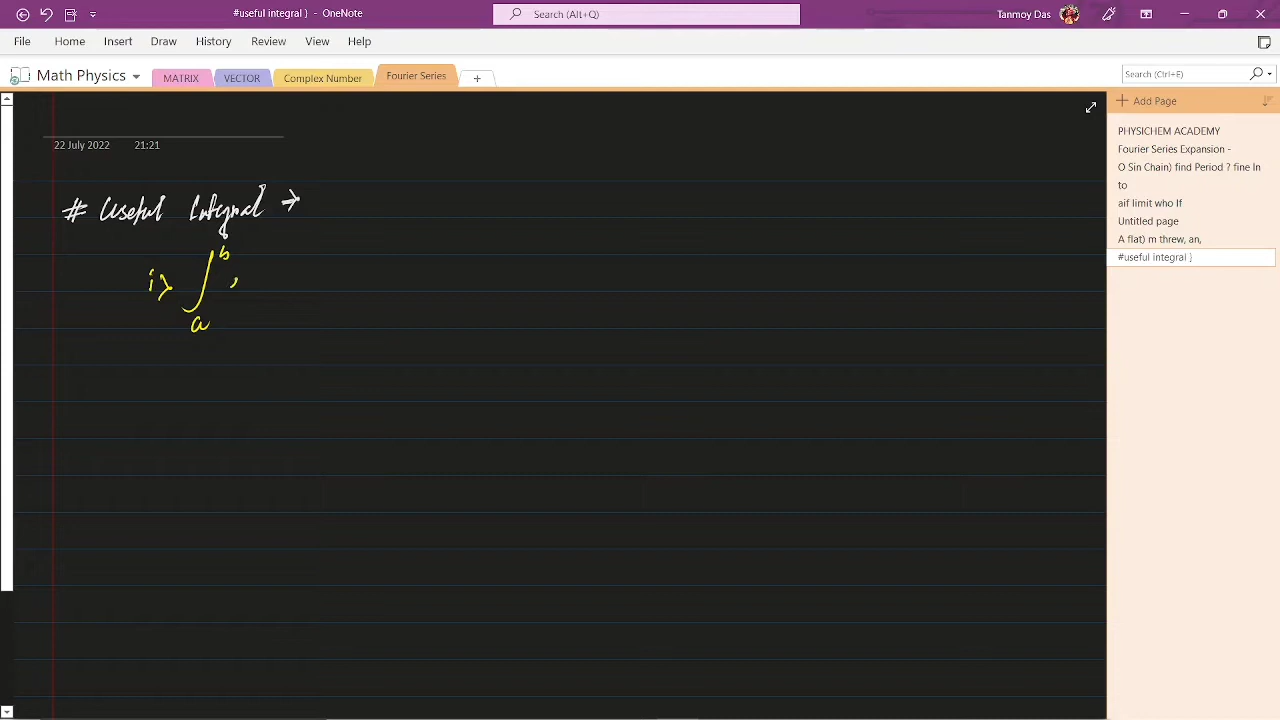 #useful integral } - OneNote
Search (Alt+Q)
Tanmoy Das
File Home Insert Draw History Review View Help
Math Physics
MATRIX VECTOR Complex Number Fourier Series +
Search (Ctrl+E)
Add Page
22 July 2022 21:21
# Useful Integral →
i> ∫
b
a
,
PHYSICHEM ACADEMY
Fourier Series Expansion -
O Sin Chain) find Period ? fine In
to
aif limit who If
Untitled page
A flat) m threw, an,
#useful integral }